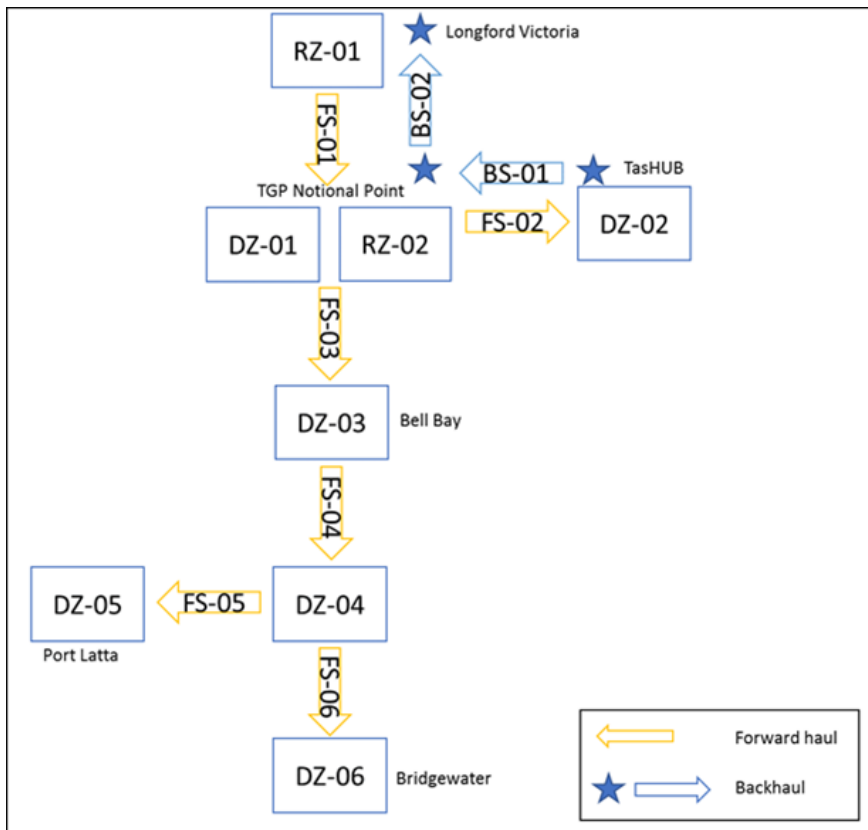 RZ-01
Longford Victoria
FS-01
BS-02
BS-01
TasHUB
TGP Notional Point
DZ-01
RZ-02
FS-02
DZ-02
FS-03
DZ-03
Bell Bay
FS-04
DZ-05
FS-05
DZ-04
Port Latta
FS-06
DZ-06
Bridgewater
Forward haul
Backhaul